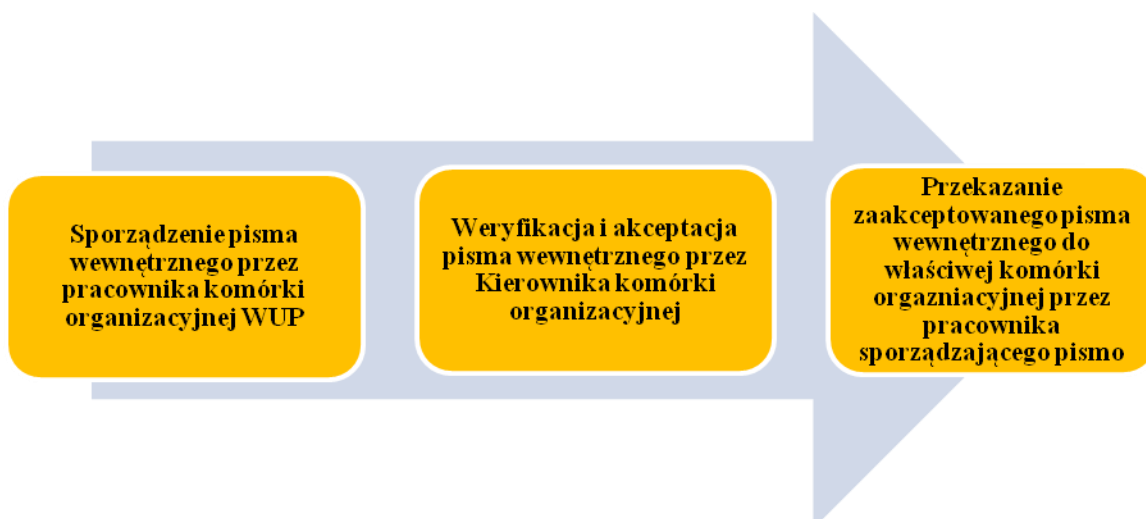 Sporządzenie pisma
wewnętrznego przez
pracownika komórki
organizacyjnej WUP
Weryfikacja i akceptacja
pisma wewnętrznego przez
Kierownika komórki
organizacyjnej
Przekazanie
zaakceptowanego pisma
wewnętrznego do
właściwej komórki
orgazniacyjnej przez
pracownika
sporządzającego pismo